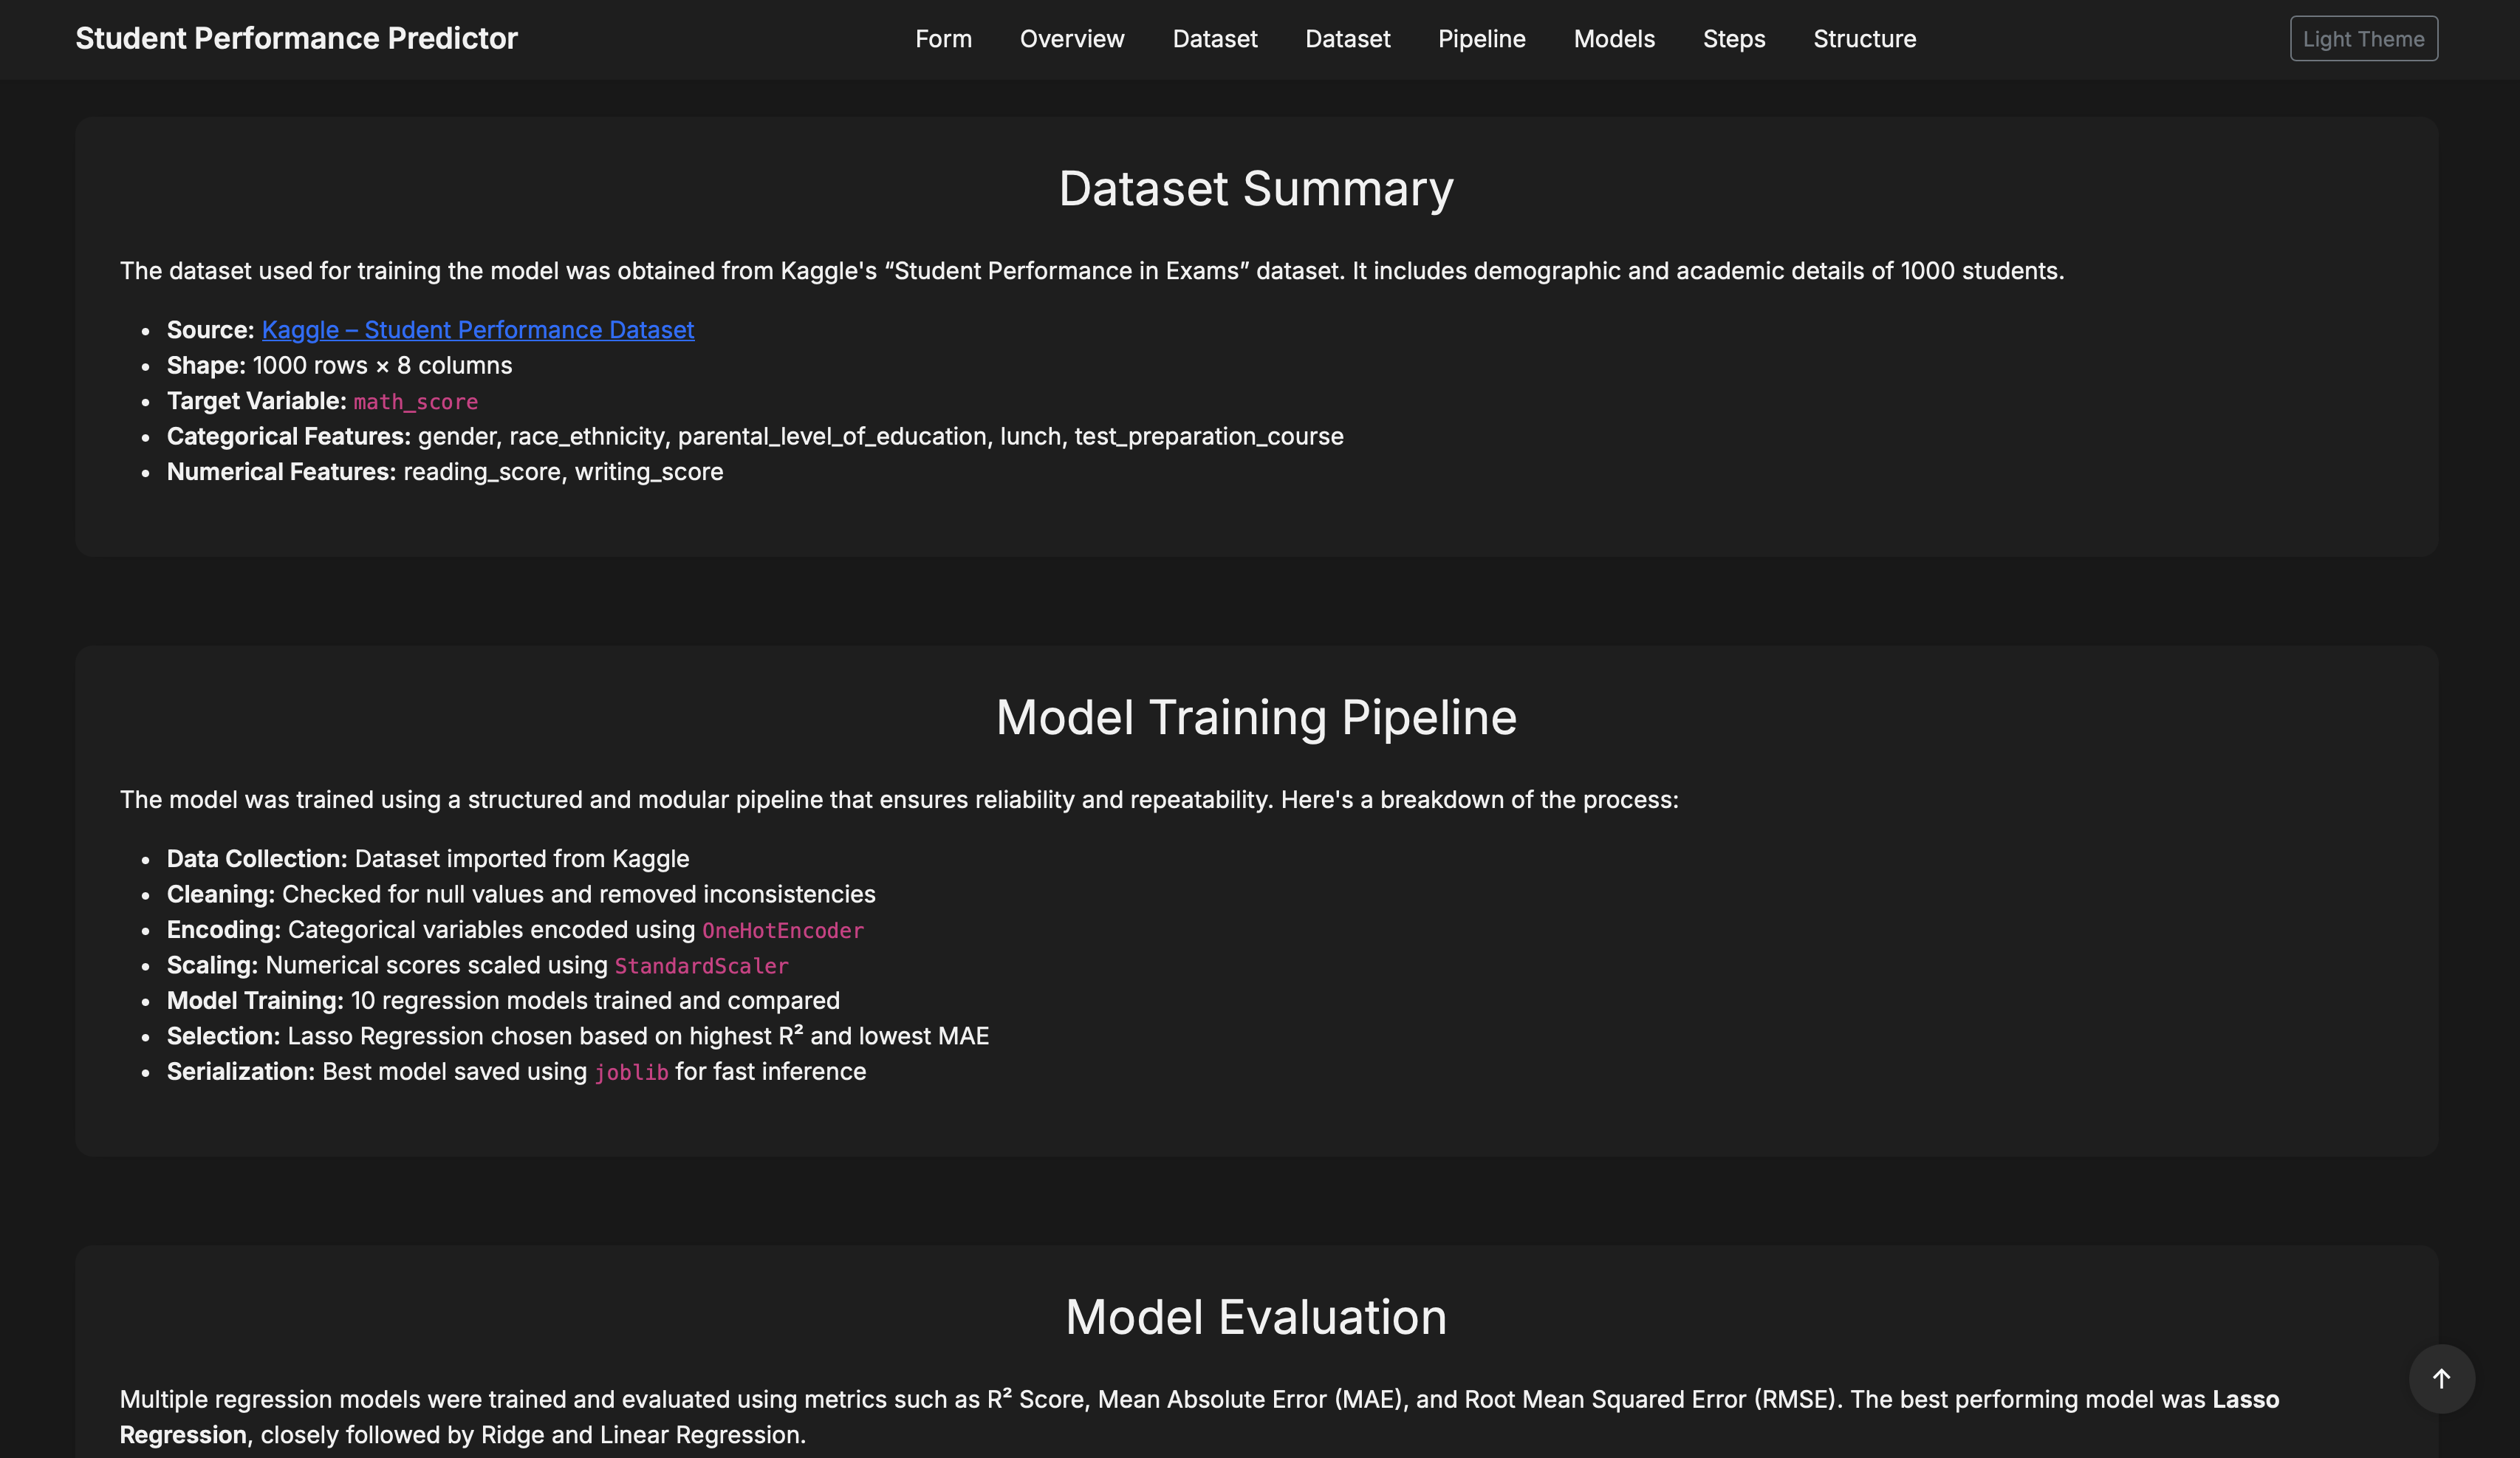 Student Performance Predictor
Form
Overview
Dataset
Dataset
Pipeline
Models
Steps
Structure
Light Theme
Dataset Summary
The dataset used for training the model was obtained from Kaggle's “Student Performance in Exams” dataset. It includes demographic and academic details of 1000 students.
• Source: Kaggle – Student Performance Dataset
• Shape: 1000 rows × 8 columns
• Target Variable: math_score
• Categorical Features: gender, race_ethnicity, parental_level_of_education, lunch, test_preparation_course
• Numerical Features: reading_score, writing_score
Model Training Pipeline
The model was trained using a structured and modular pipeline that ensures reliability and repeatability. Here's a breakdown of the process:
• Data Collection: Dataset imported from Kaggle
• Cleaning: Checked for null values and removed inconsistencies
• Encoding: Categorical variables encoded using OneHotEncoder
• Scaling: Numerical scores scaled using StandardScaler
• Model Training: 10 regression models trained and compared
• Selection: Lasso Regression chosen based on highest R² and lowest MAE
• Serialization: Best model saved using joblib for fast inference
Model Evaluation
Multiple regression models were trained and evaluated using metrics such as R² Score, Mean Absolute Error (MAE), and Root Mean Squared Error (RMSE). The best performing model was Lasso
Regression, closely followed by Ridge and Linear Regression.